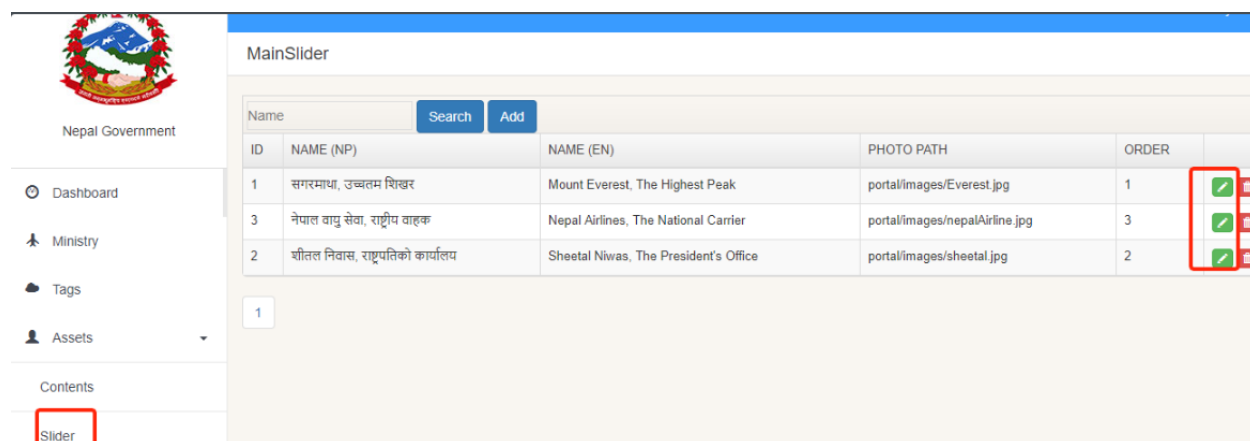 MainSlider
Nepal Government
Name Search Add
ID NAME (NP) NAME (EN) PHOTO PATH ORDER
1 सगरमाथा, उच्चतम शिखर Mount Everest, The Highest Peak portal/images/Everest.jpg 1
3 नेपाल वायु सेवा, राष्ट्रीय वाहक Nepal Airlines, The National Carrier portal/images/nepalAirline.jpg 3
2 शीतल निवास, राष्ट्रपतिको कार्यालय Sheetal Niwas, The President's Office portal/images/sheetal.jpg 2
1
Dashboard
Ministry
Tags
Assets
Contents
Slider